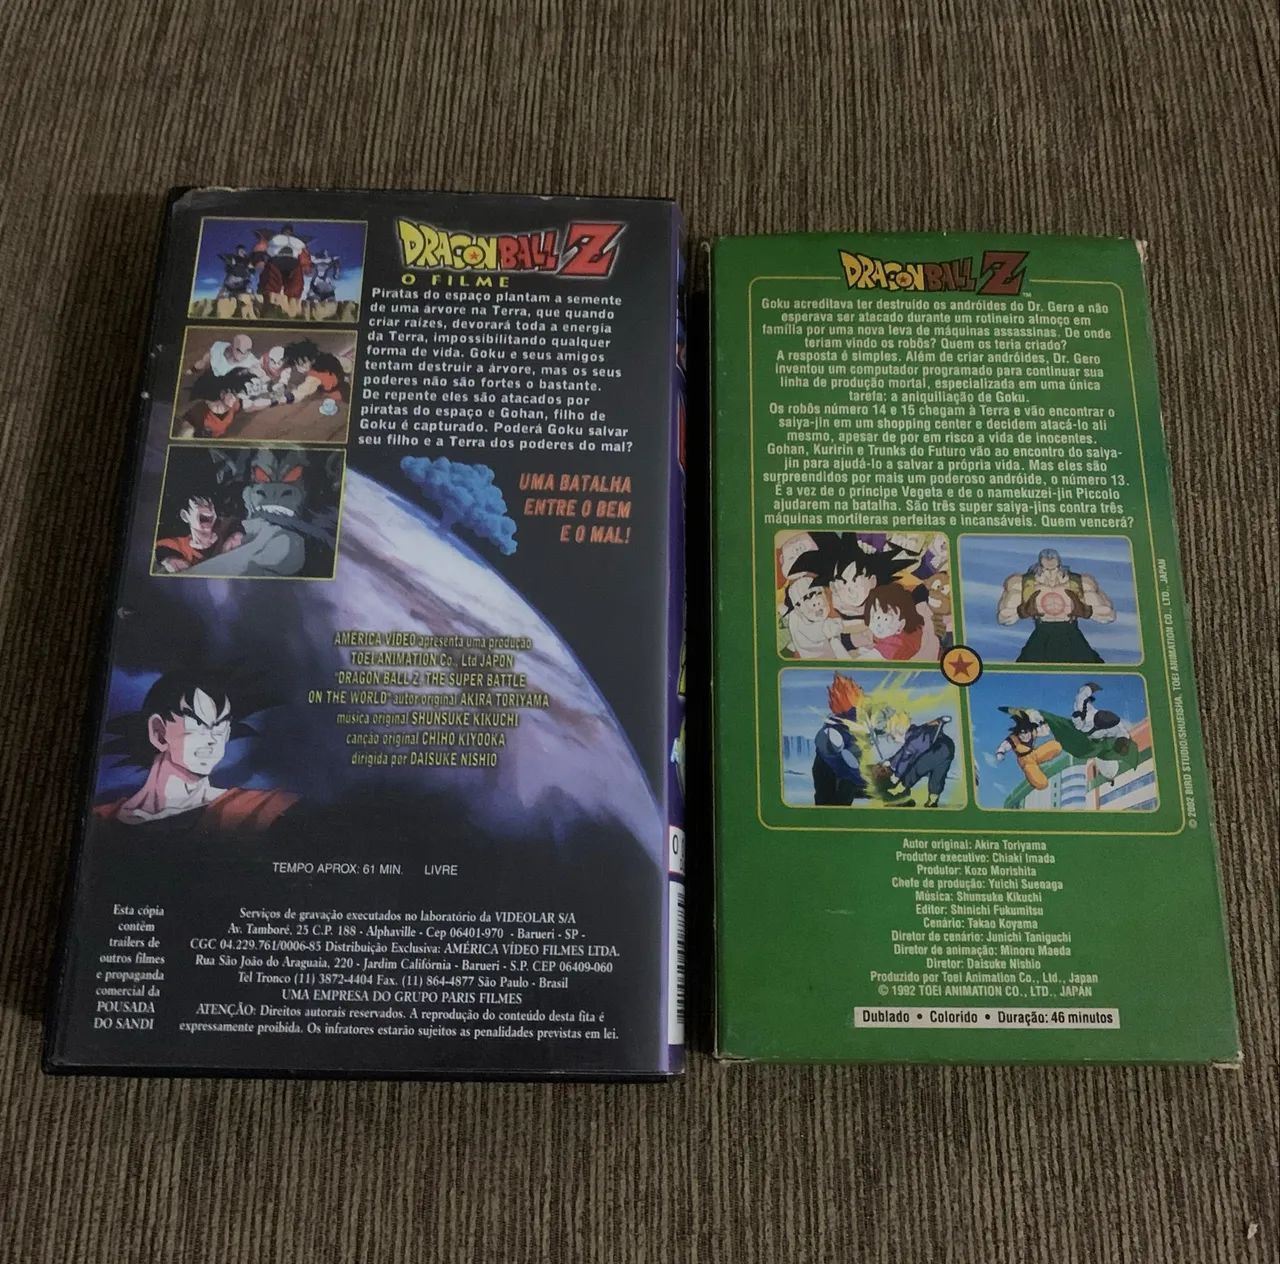 DRAGON BALL Z
O FILME
Piratas do espaço plantam a semente
de uma árvore na Terra, que quando
criar raízes, devorará toda a energia
da Terra, impossibilitando qualquer
forma de vida. Goku e seus amigos
tentam destruir a árvore, mas os seus
poderes não são fortes o bastante.
De repente eles são atacados por
piratas do espaço e Gohan, filho de
Goku é capturado. Poderá Goku salvar
seu filho e a Terra dos poderes do mal?
UMA BATALHA
ENTRE O BEM
E O MAL!
AMÉRICA VÍDEO apresenta uma produção
TOEI ANIMATION Co., Ltd JAPON
"DRAGON BALL Z, THE SUPER BATTLE
ON THE WORLD" autor original AKIRA TORIYAMA
música original SHUNSUKE KIKUCHI
canção original CHIHO KIYOOKA
dirigida por DAISUKE NISHIO
TEMPO APROX: 61 MIN. LIVRE
Esta cópia
contêm
trailers de
outros filmes
e propaganda
comercial da
POUSADA
DO SANDI
Serviços de gravação executados no laboratório da VIDEOLAR S/A
Av. Tamboré, 25 C.P. 188 - Alphaville - Cep 06401-970 - Barueri - SP -
CGC 04.229.761/0006-85 Distribuição Exclusiva: AMÉRICA VÍDEO FILMES LTDA.
Rua São João do Araguaia, 220 - Jardim Califórnia - Barueri - S.P. CEP 06409-060
Tel Tronco (11) 3872-4404 Fax. (11) 864-4877 São Paulo - Brasil
UMA EMPRESA DO GRUPO PARIS FILMES
ATENÇÃO: Direitos autorais reservados. A reprodução do conteúdo desta fita é
expressamente proibida. Os infratores estarão sujeitos as penalidades previstas em lei.
DRAGON BALL Z
Goku acreditava ter destruído os andróides do Dr. Gero e não
esperava ser atacado durante um rotineiro almoço em
família por uma nova leva de máquinas assassinas. De onde
teriam vindo os robôs? Quem os teria criado?
A resposta é simples. Além de criar andróides, Dr. Gero
inventou um computador programado para continuar sua
linha de produção mortal, especializada em uma única
tarefa: a aniquiliação de Goku.
Os robôs número 14 e 15 chegam à Terra e vão encontrar o
saiya-jin em um shopping center e decidem atacá-lo ali
mesmo, apesar de por em risco a vida de inocentes.
Gohan, Kuririn e Trunks do Futuro vão ao encontro do saiya-
jin para ajudá-lo a salvar a própria vida. Mas eles são
surpreendidos por mais um poderoso andróide, o número 13.
É a vez de o príncipe Vegeta e de o namekuzei-jin Piccolo
ajudarem na batalha. São três super saiya-jins contra três
máquinas mortíferas perfeitas e incansáveis. Quem vencerá?
© 2002 BIRD STUDIO/SHUEISHA, TOEI ANIMATION CO., LTD., JAPAN
Autor original: Akira Toriyama
Produtor executivo: Chiaki Imada
Produtor: Kozo Morishita
Chefe de produção: Yuichi Suenaga
Música: Shunsuke Kikuchi
Editor: Shinichi Fukumitsu
Cenário: Takao Koyama
Diretor de cenário: Junichi Taniguchi
Diretor de animação: Minoru Maeda
Diretor: Daisuke Nishio
Produzido por Toei Animation Co., Ltd., Japan
© 1992 TOEI ANIMATION CO., LTD., JAPAN
Dublado • Colorido • Duração: 46 minutos